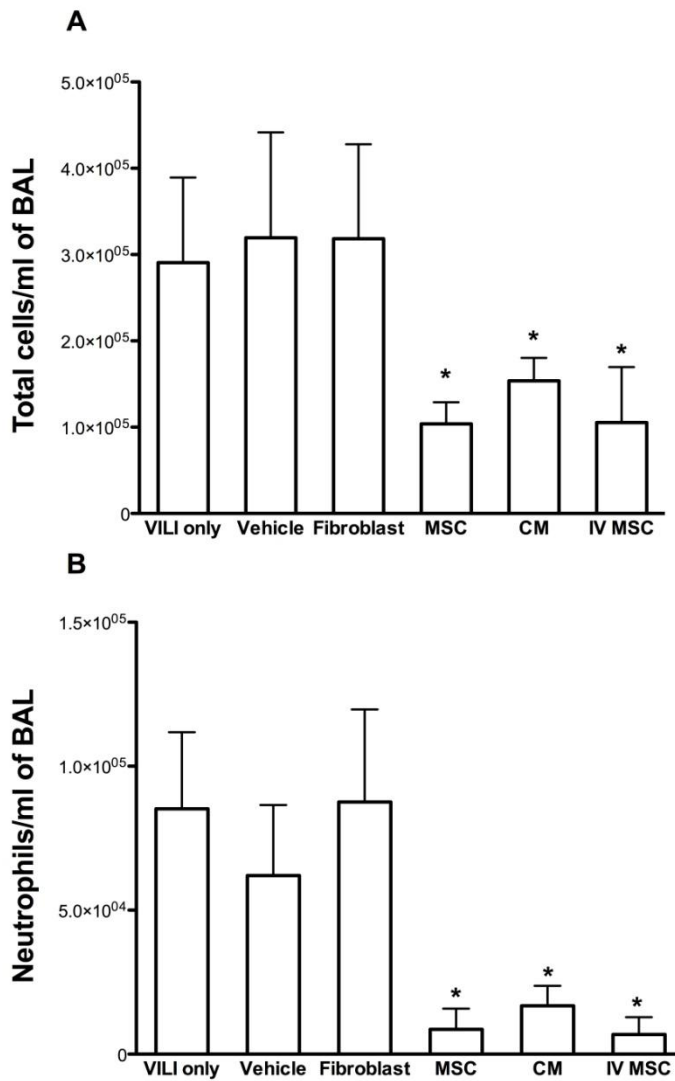 A
Total cells/ml of BAL
5.0×10⁰⁵
4.0×10⁰⁵
3.0×10⁰⁵
2.0×10⁰⁵
1.0×10⁰⁵
0
* * *
VILI only Vehicle Fibroblast MSC CM IV MSC
B
Neutrophils/ml of BAL
1.5×10⁰⁵
1.0×10⁰⁵
5.0×10⁰⁴
0
* * *
VILI only Vehicle Fibroblast MSC CM IV MSC